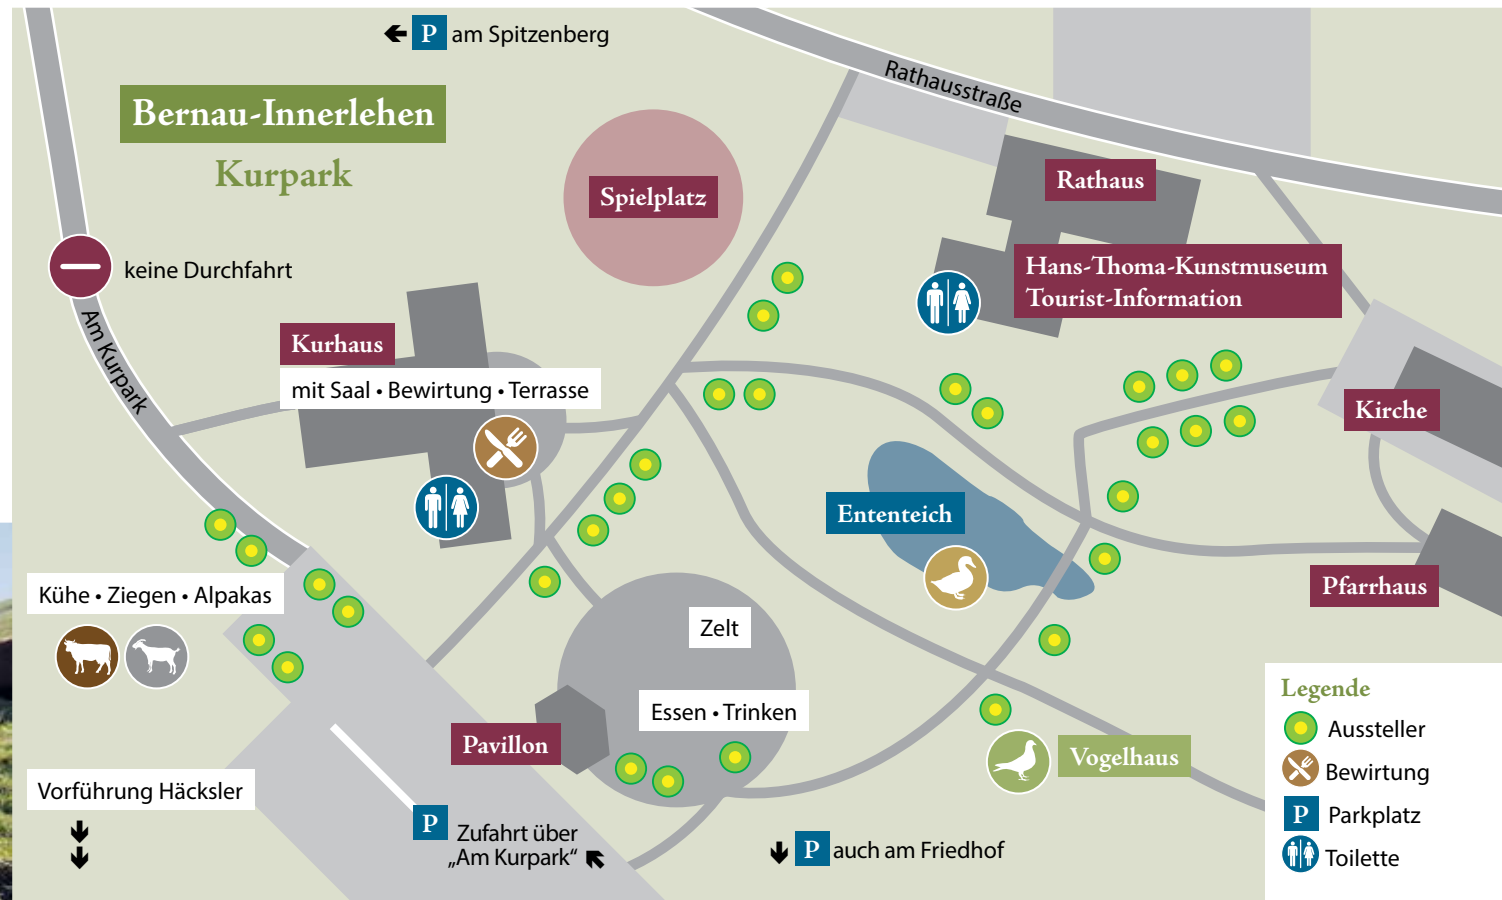 P am Spitzenberg
Rathausstraße
Bernau-Innerlehen
Kurpark
Spielplatz
Rathaus
Hans-Thoma-Kunstmuseum
Tourist-Information
keine Durchfahrt
Am Kurpark
Kurhaus
mit Saal • Bewirtung • Terrasse
Kirche
Ententeich
Pfarrhaus
Kühe • Ziegen • Alpakas
Zelt
Essen • Trinken
Pavillon
Vogelhaus
Vorführung Häcksler
P Zufahrt über
„Am Kurpark“
P auch am Friedhof
Legende
Aussteller
Bewirtung
P Parkplatz
Toilette